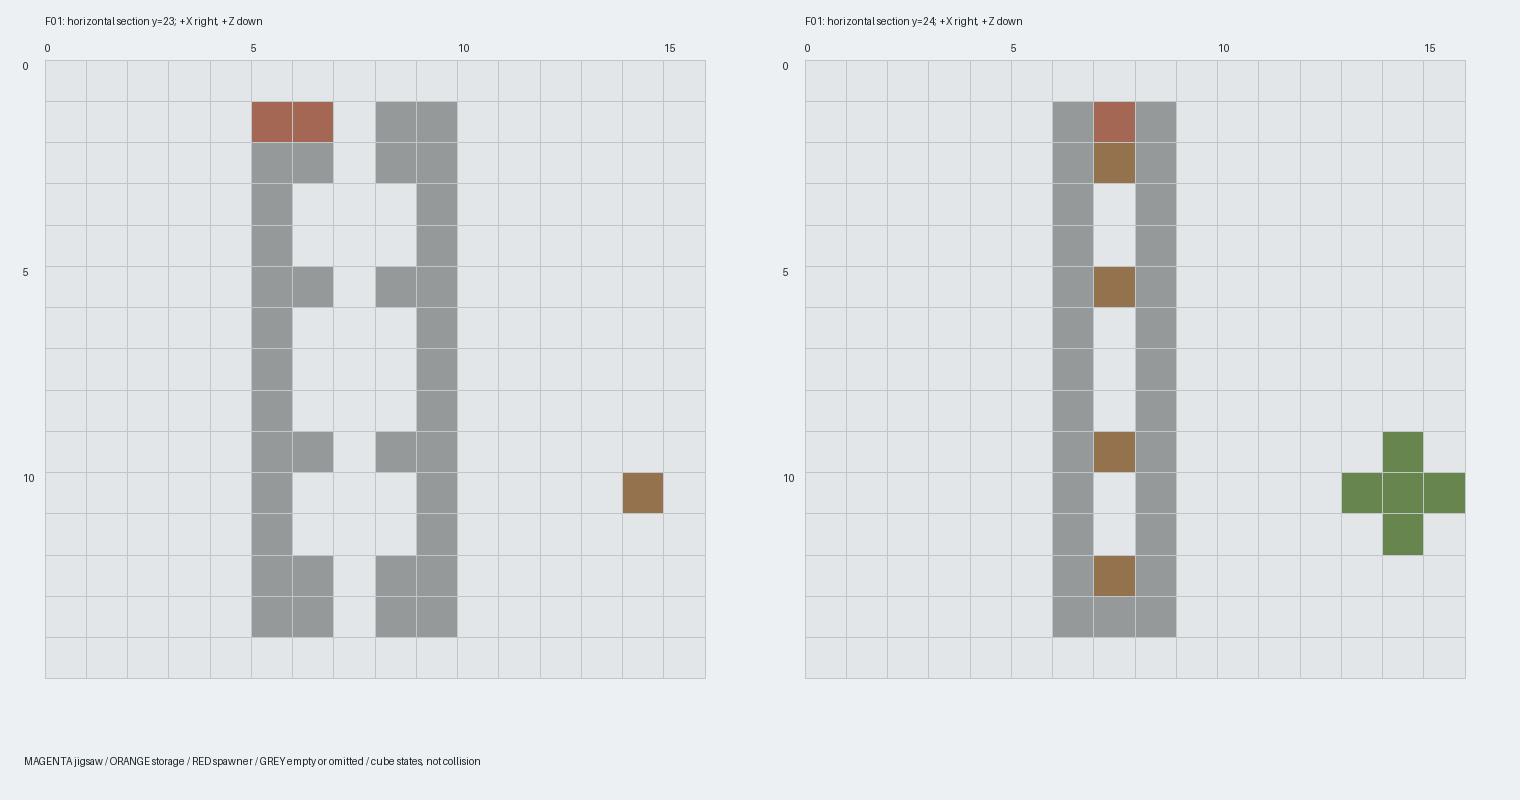 F01: horizontal section y=23; +X right, +Z down
0 5 10 15
0
5
10
F01: horizontal section y=24; +X right, +Z down
0 5 10 15
0
5
10
MAGENTA jigsaw / ORANGE storage / RED spawner / GREY empty or omitted / cube states, not collision